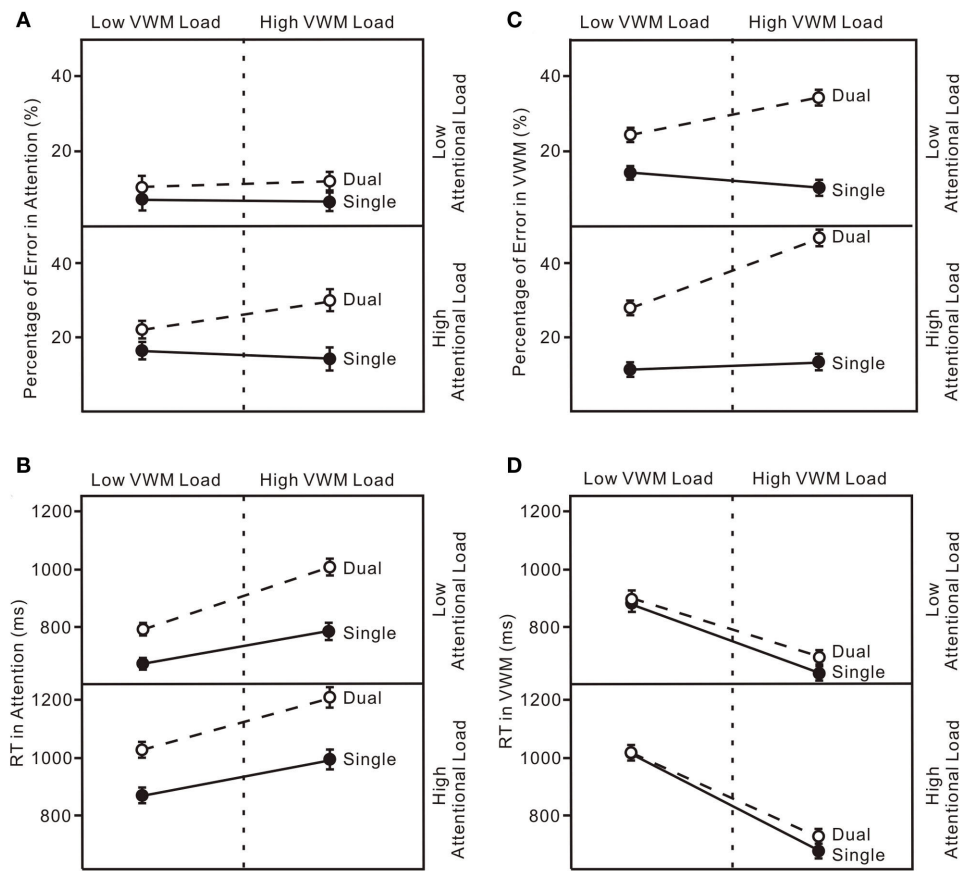 A
Low VWM Load
High VWM Load
Percentage of Error in Attention (%)
40
20
Dual
Single
Low
Attentional Load
40
20
Dual
Single
High
Attentional Load
C
Low VWM Load
High VWM Load
Percentage of Error in VWM (%)
40
20
Dual
Single
Low
Attentional Load
40
20
Dual
Single
High
Attentional Load
B
Low VWM Load
High VWM Load
RT in Attention (ms)
1200
1000
800
Dual
Single
Low
Attentional Load
1200
1000
800
Dual
Single
High
Attentional Load
D
Low VWM Load
High VWM Load
RT in VWM (ms)
1200
1000
800
Dual
Single
Low
Attentional Load
1200
1000
800
Dual
Single
High
Attentional Load